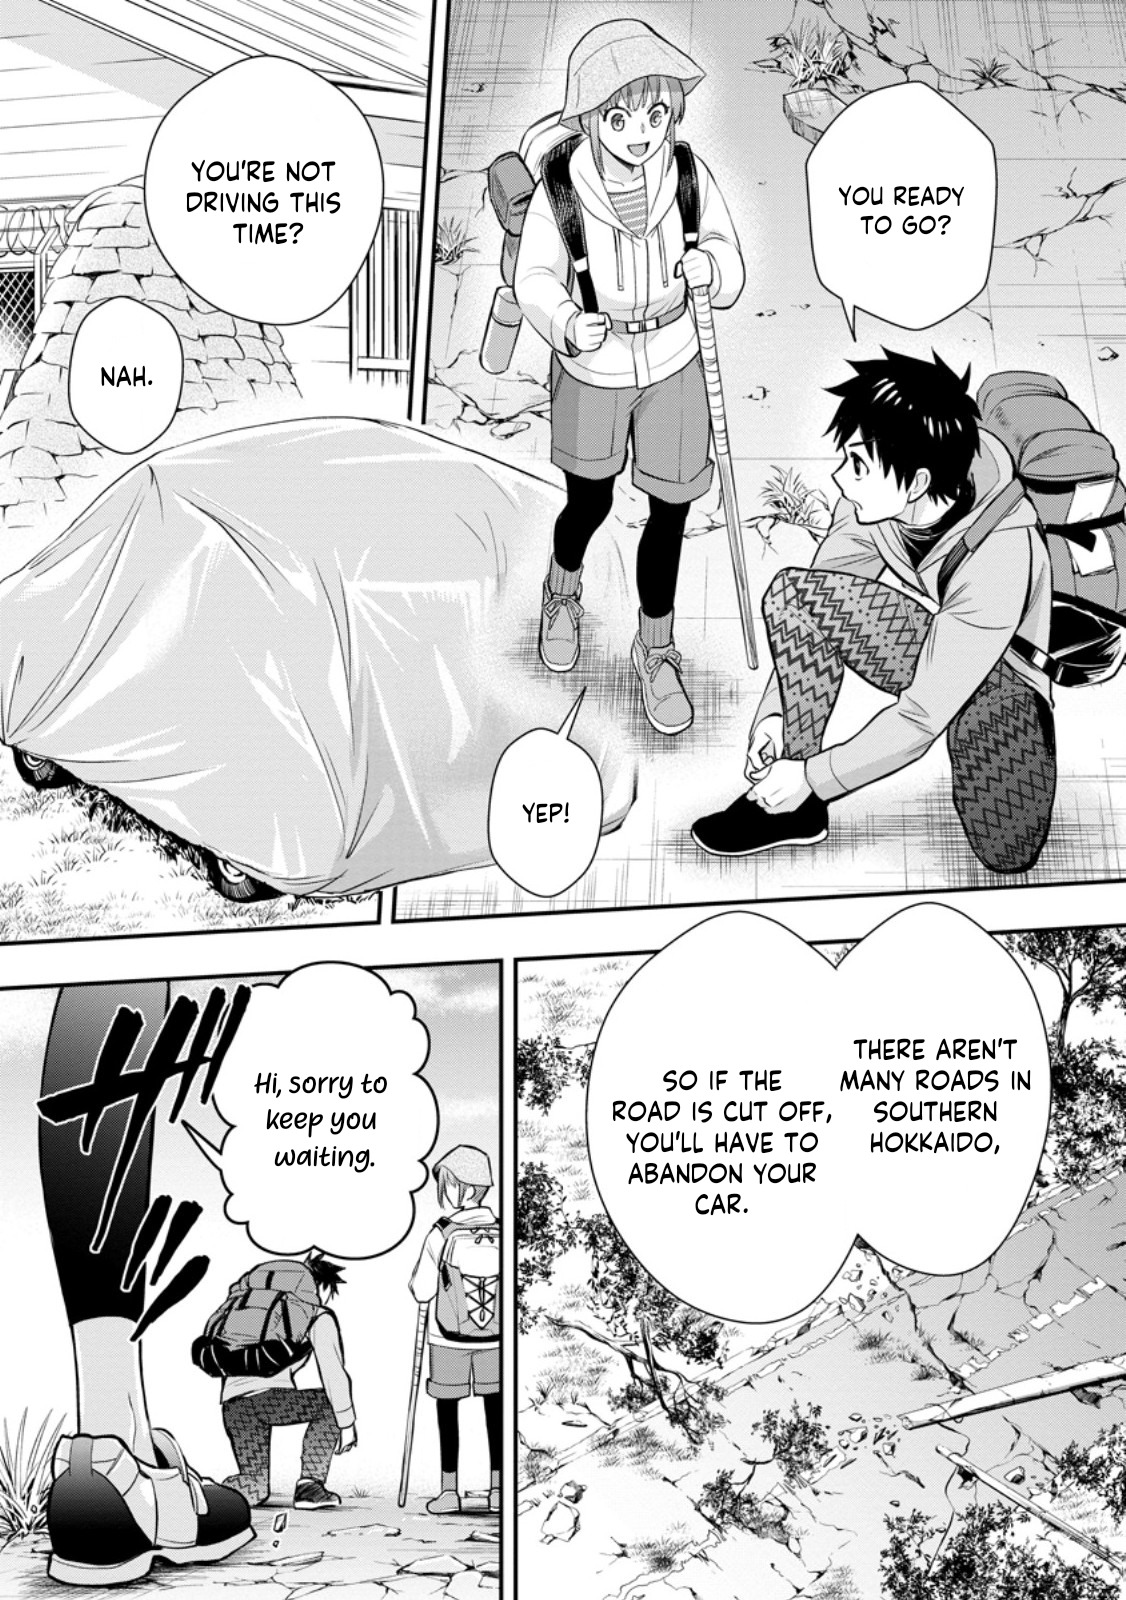 YOU READY
TO GO?
YEP!
YOU'RE NOT
DRIVING THIS
TIME?
NAH.
THERE AREN'T
MANY ROADS IN
SOUTHERN
HOKKAIDO,
SO IF THE
ROAD IS CUT OFF,
YOU'LL HAVE TO
ABANDON YOUR
CAR.
Hi, sorry to
keep you
waiting.